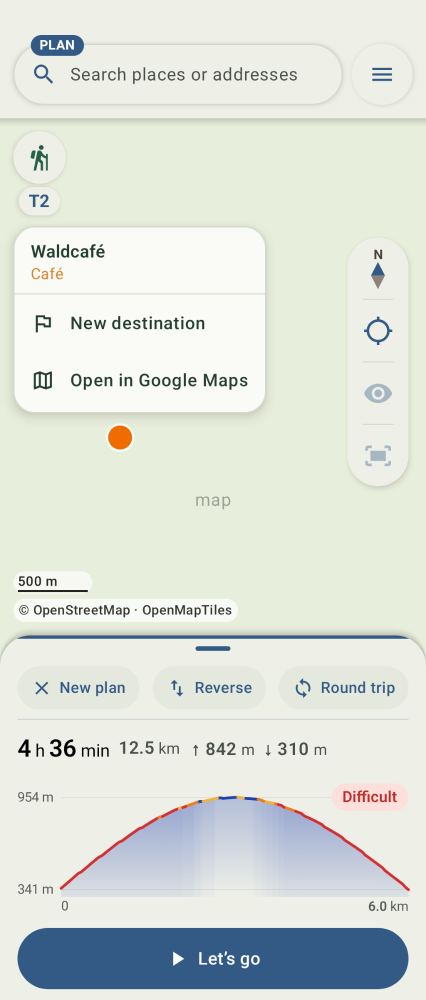 PLAN
Search places or addresses
T2
Waldcafé
Café
New destination
Open in Google Maps
N
map
500 m
© OpenStreetMap · OpenMapTiles
New plan
Reverse
Round trip
4 h 36 min 12.5 km ↑ 842 m ↓ 310 m
954 m
Difficult
341 m
0
6.0 km
Let's go